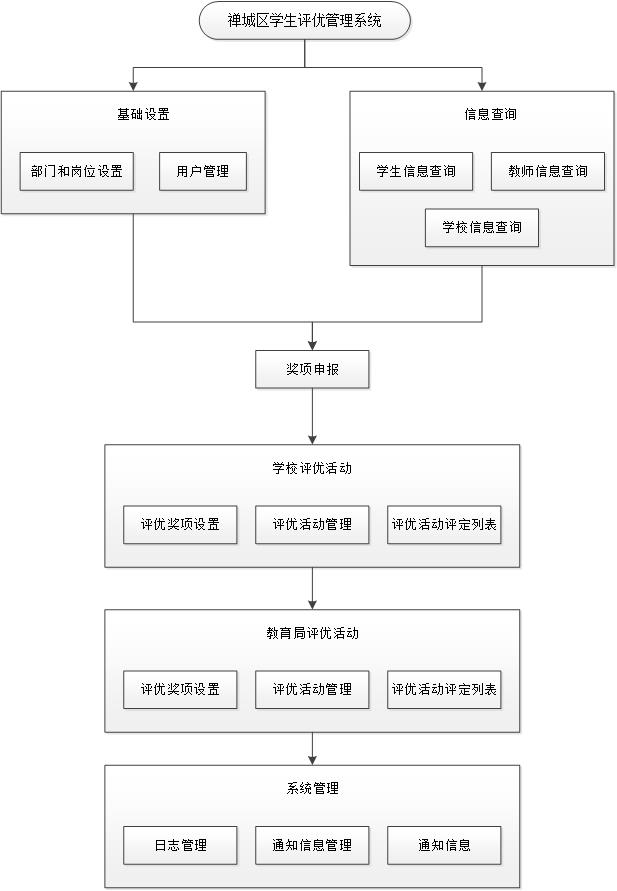 禅城区学生评优管理系统
基础设置
部门和岗位设置
用户管理
信息查询
学生信息查询
教师信息查询
学校信息查询
奖项申报
学校评优活动
评优奖项设置
评优活动管理
评优活动评定列表
教育局评优活动
评优奖项设置
评优活动管理
评优活动评定列表
系统管理
日志管理
通知信息管理
通知信息